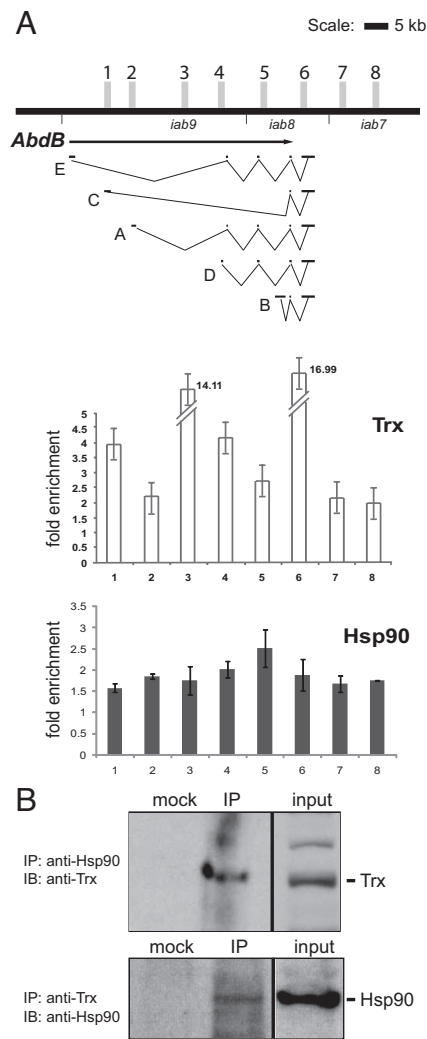 A
Scale: 5 kb
1 2 3 4 5 6 7 8
iab9 iab8 iab7
AbdB
E
C
A
D
B
Trx
fold enrichment
14.11
16.99
5
4.5
4
3.5
3
2.5
2
1.5
1
0.5
0
1 2 3 4 5 6 7 8
Hsp90
fold enrichment
3.5
3
2.5
2
1.5
1
0.5
0
1 2 3 4 5 6 7 8
B
mock IP input
IP: anti-Hsp90
IB: anti-Trx
Trx
mock IP input
IP: anti-Trx
IB: anti-Hsp90
Hsp90